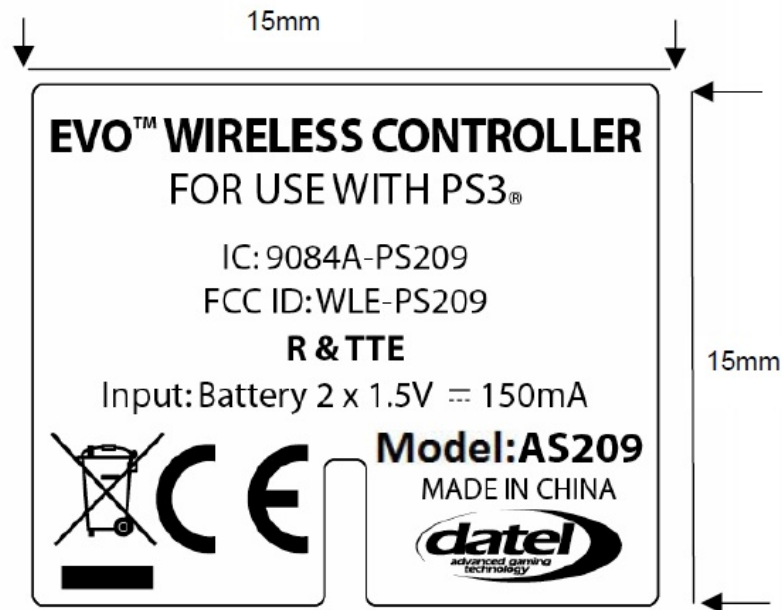 15mm
EVO™ WIRELESS CONTROLLER
FOR USE WITH PS3®
IC: 9084A-PS209
FCC ID: WLE-PS209
R & TTE
15mm
Input: Battery 2 x 1.5V ⎓ 150mA
Model:AS209
CE
MADE IN CHINA
datel
advanced gaming
technology